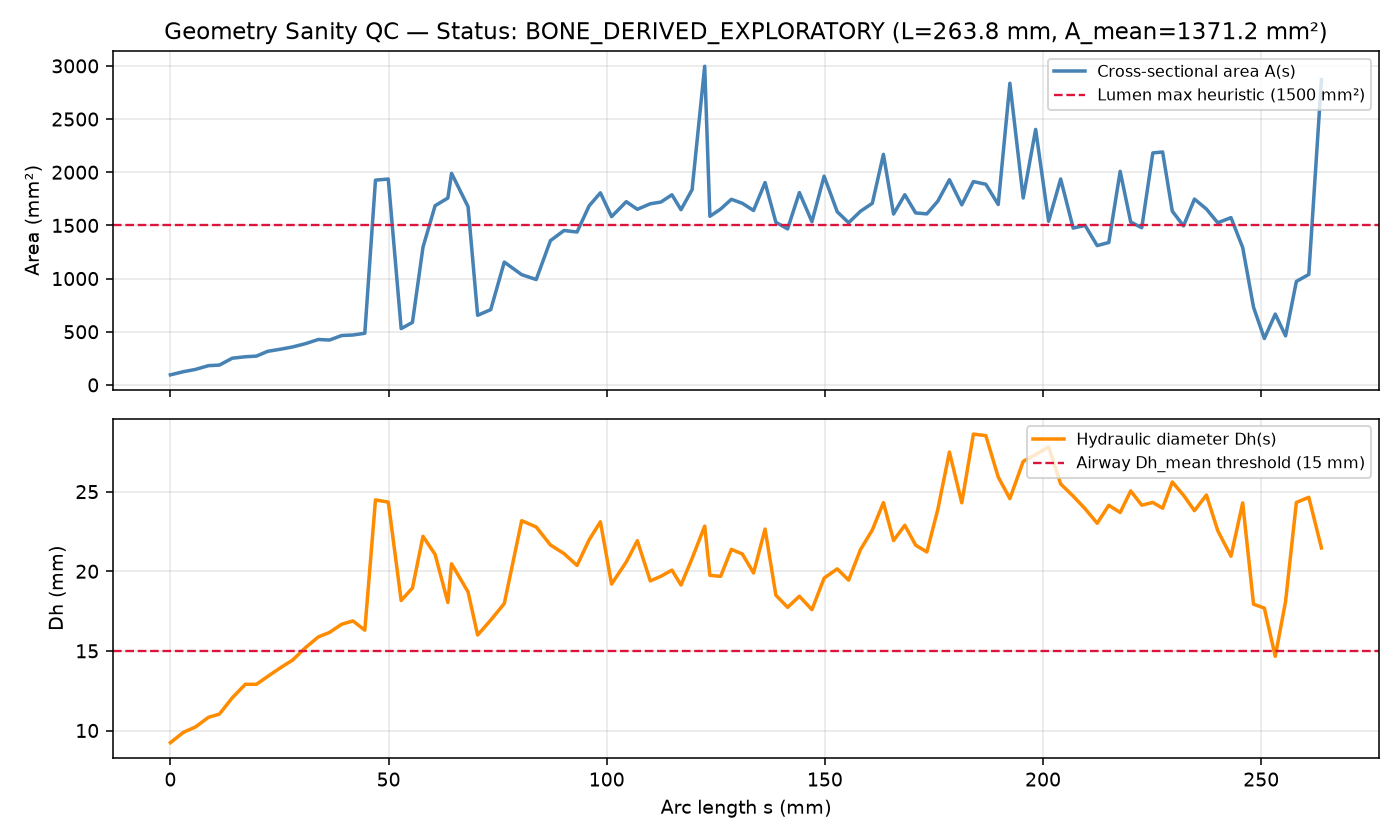 Geometry Sanity QC — Status: BONE_DERIVED_EXPLORATORY (L=263.8 mm, A_mean=1371.2 mm²)
Area (mm²)
3000
2500
2000
1500
1000
500
0
Cross-sectional area A(s)
Lumen max heuristic (1500 mm²)
Dh (mm)
25
20
15
10
Hydraulic diameter Dh(s)
Airway Dh_mean threshold (15 mm)
0 50 100 150 200 250
Arc length s (mm)